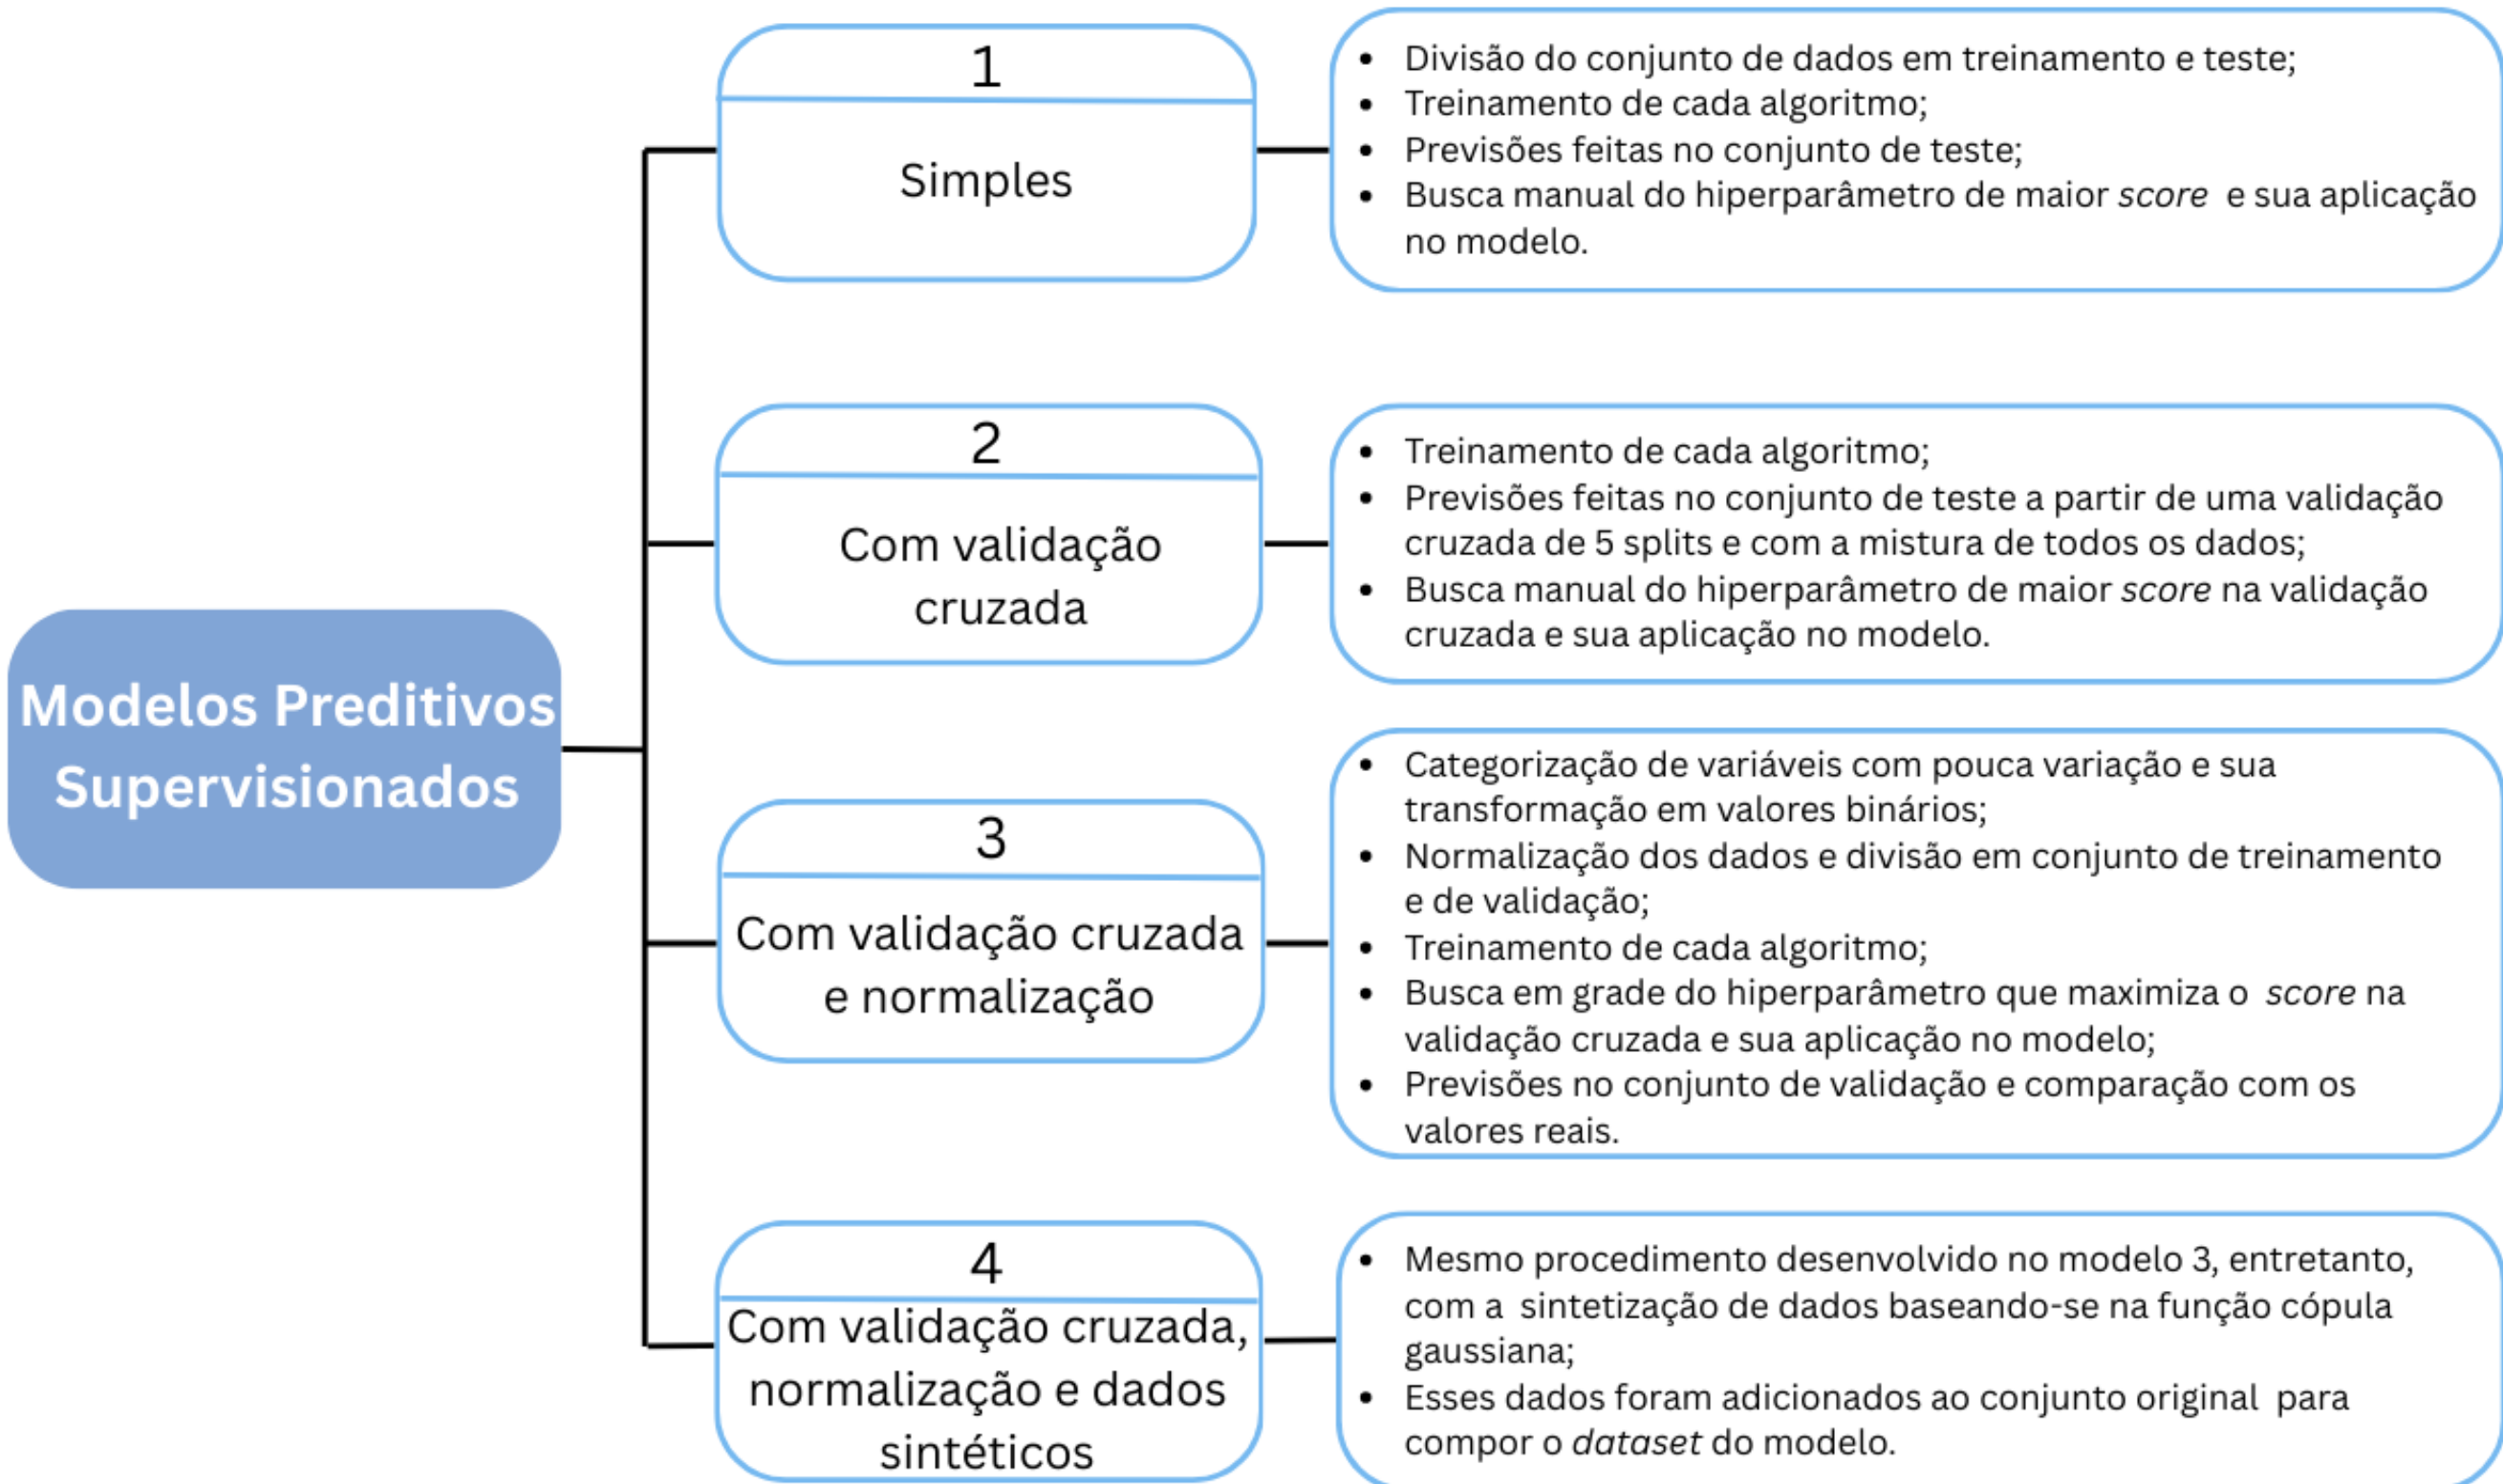 Modelos Preditivos
Supervisionados
1
Simples
• Divisão do conjunto de dados em treinamento e teste;
• Treinamento de cada algoritmo;
• Previsões feitas no conjunto de teste;
• Busca manual do hiperparâmetro de maior score e sua aplicação
no modelo.
2
Com validação
cruzada
• Treinamento de cada algoritmo;
• Previsões feitas no conjunto de teste a partir de uma validação
cruzada de 5 splits e com a mistura de todos os dados;
• Busca manual do hiperparâmetro de maior score na validação
cruzada e sua aplicação no modelo.
3
Com validação cruzada
e normalização
• Categorização de variáveis com pouca variação e sua
transformação em valores binários;
• Normalização dos dados e divisão em conjunto de treinamento
e de validação;
• Treinamento de cada algoritmo;
• Busca em grade do hiperparâmetro que maximiza o score na
validação cruzada e sua aplicação no modelo;
• Previsões no conjunto de validação e comparação com os
valores reais.
4
Com validação cruzada,
normalização e dados
sintéticos
• Mesmo procedimento desenvolvido no modelo 3, entretanto,
com a sintetização de dados baseando-se na função cópula
gaussiana;
• Esses dados foram adicionados ao conjunto original para
compor o dataset do modelo.